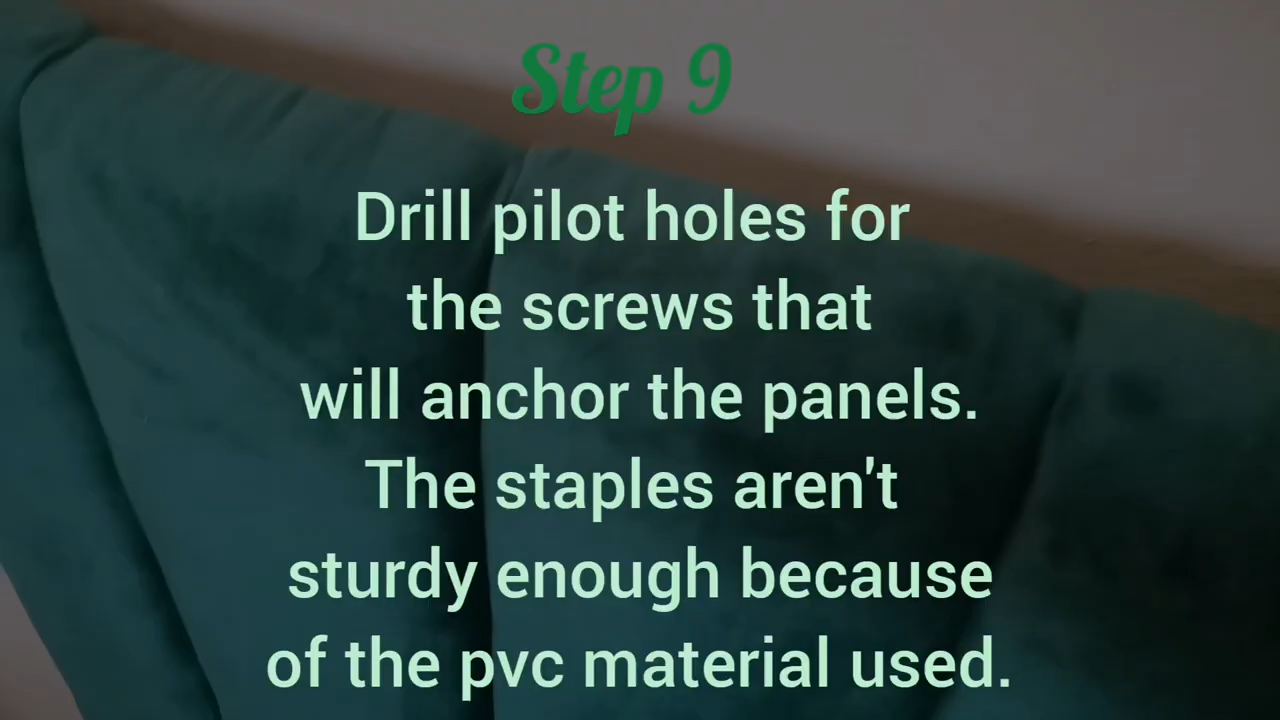 Step 9
Drill pilot holes for
the screws that
will anchor the panels.
The staples aren't
sturdy enough because
of the pvc material used.